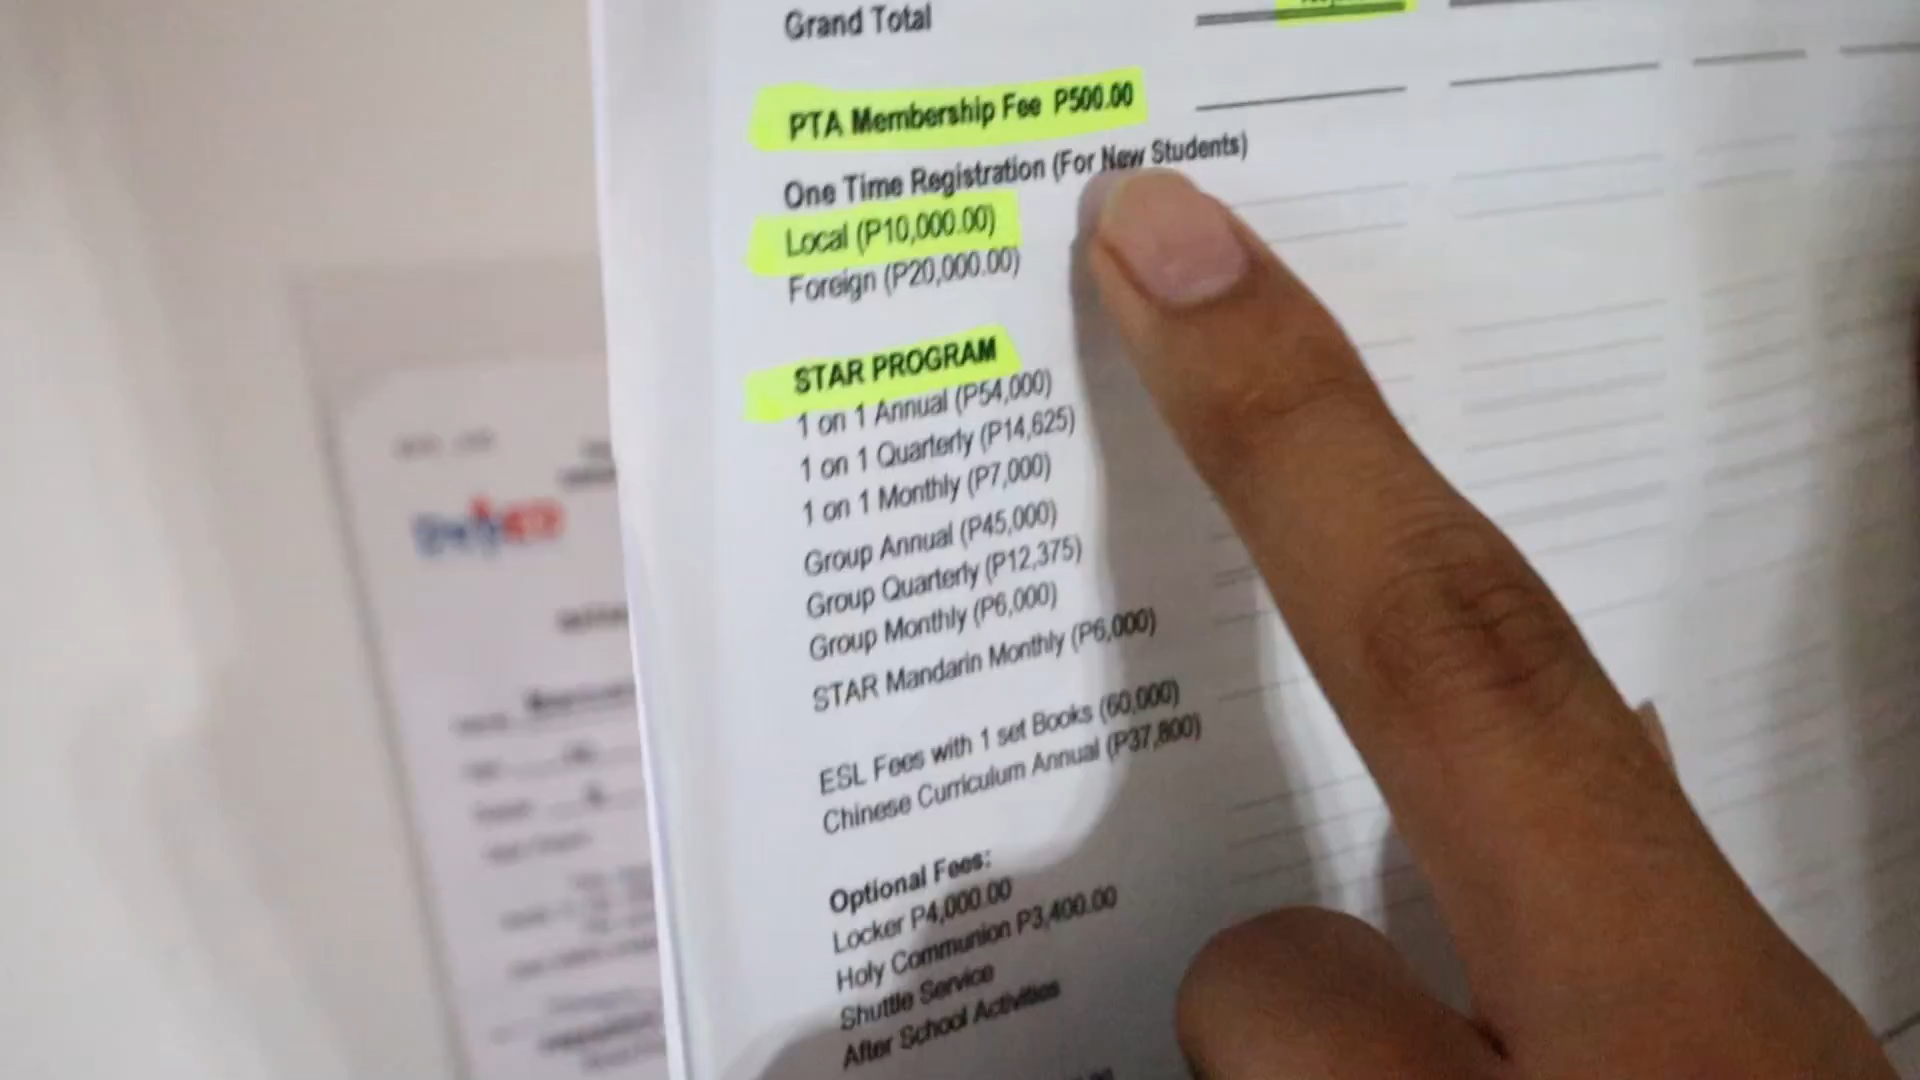 Grand Total
PTA Membership Fee P500.00
One Time Registration (For New Students)
Local (P10,000.00)
Foreign (P20,000.00)
STAR PROGRAM
1 on 1 Annual (P54,000)
1 on 1 Quarterly (P14,625)
1 on 1 Monthly (P7,000)
Group Annual (P45,000)
Group Quarterly (P12,375)
Group Monthly (P6,000)
STAR Mandarin Monthly (P6,000)
ESL Fees with 1 set Books (60,000)
Chinese Curriculum Annual (P37,800)
Optional Fees:
Locker P4,000.00
Holy Communion P3,400.00
Shuttle Service
After School Activities